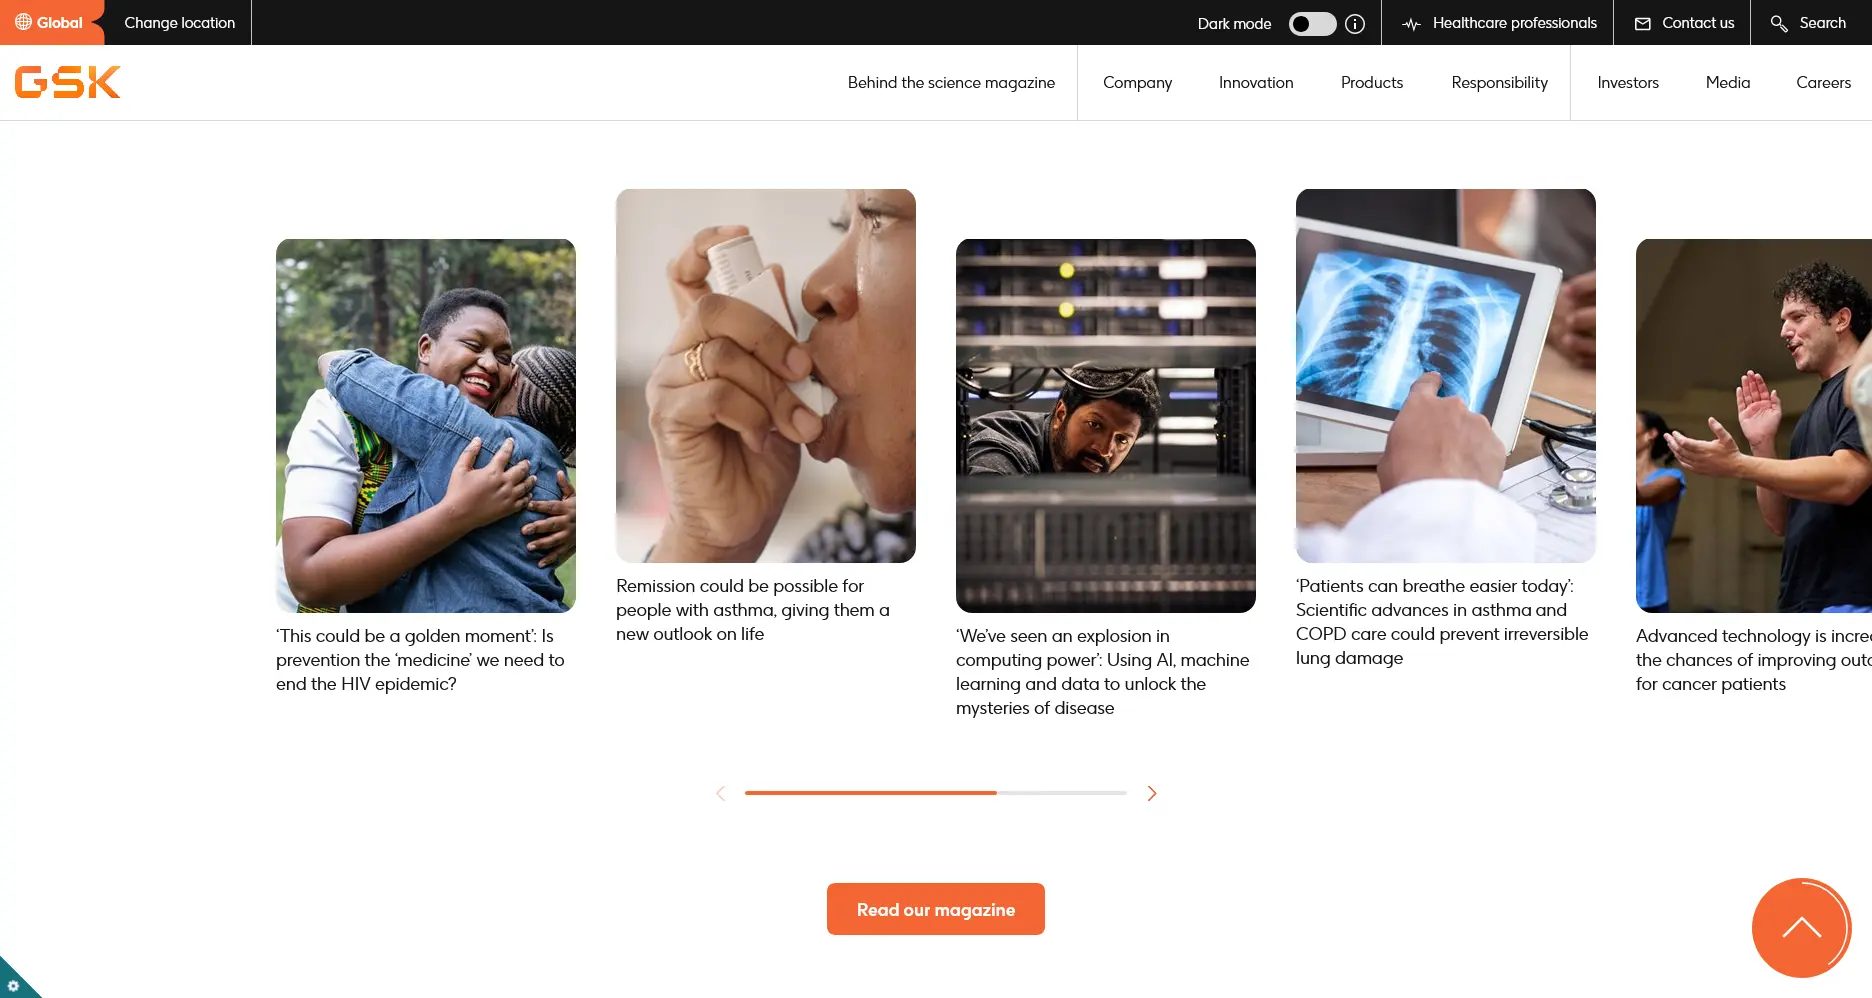 Global
Change location
Dark mode
Healthcare professionals
Contact us
Search
GSK
Behind the science magazine
Company
Innovation
Products
Responsibility
Investors
Media
Careers
‘This could be a golden moment’: Is
prevention the ‘medicine’ we need to
end the HIV epidemic?
Remission could be possible for
people with asthma, giving them a
new outlook on life
‘We’ve seen an explosion in
computing power’: Using AI, machine
learning and data to unlock the
mysteries of disease
‘Patients can breathe easier today’:
Scientific advances in asthma and
COPD care could prevent irreversible
lung damage
Advanced technology is
the chances of improving
for cancer patients
Read our magazine